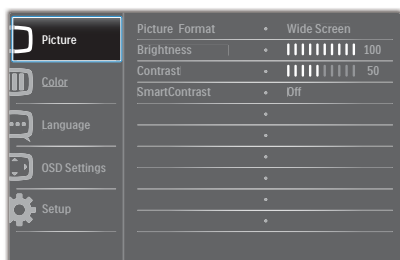 Picture
Color
Language
OSD Settings
Setup
Picture Format • Wide Screen
Brightness • 100
Contrast • 50
SmartContrast • Off
•
•
•
•
•
•